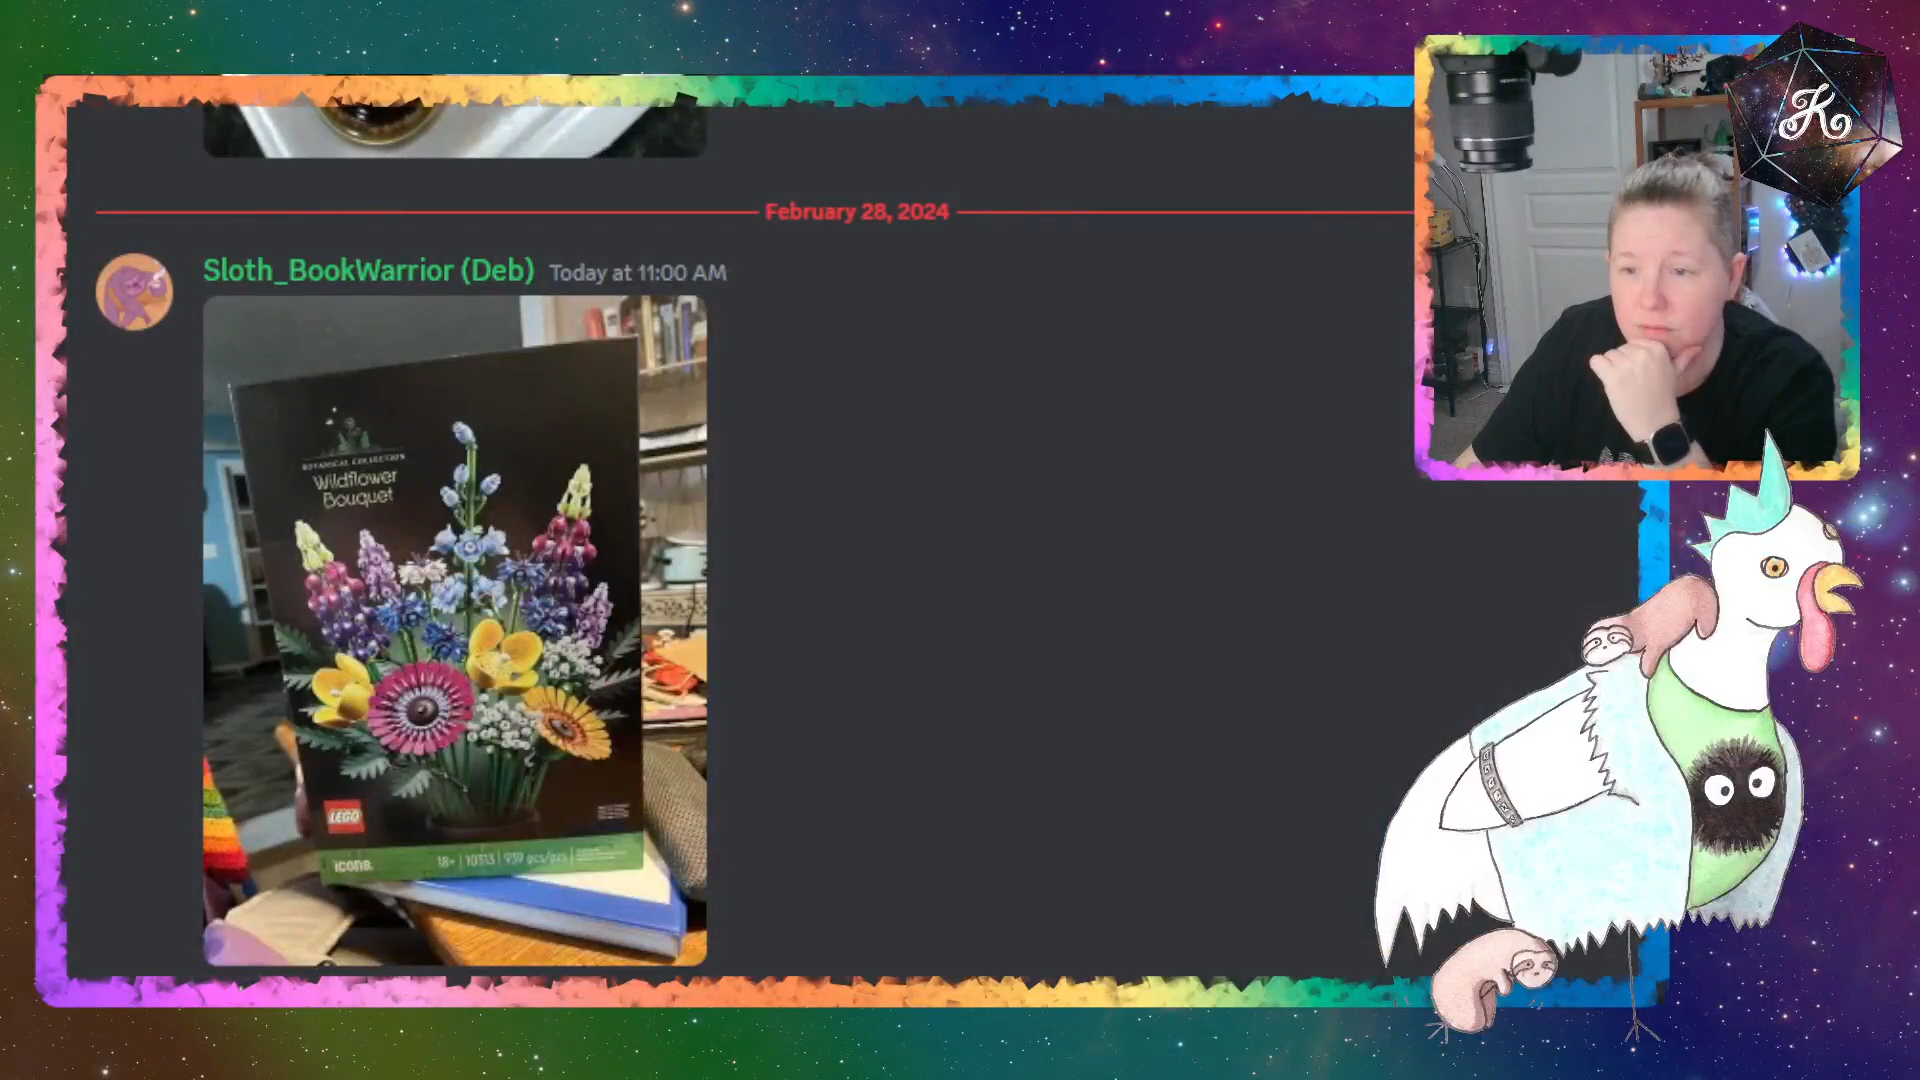 February 28, 2024
Sloth_BookWarrior (Deb) Today at 11:00 AM
BOTANICAL COLLECTION
Wildflower
Bouquet
LEGO
icons.
18+ | 10313 | 939 pcs/pzs
K